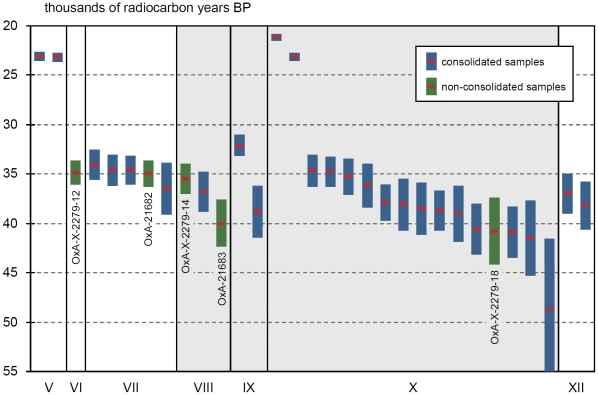 thousands of radiocarbon years BP
20
25
30
35
40
45
50
55
consolidated samples
non-consolidated samples
OxA-X-2279-12
OxA-21682
OxA-X-2279-14
OxA-21683
OxA-X-2279-18
V VI VII VIII IX X XII